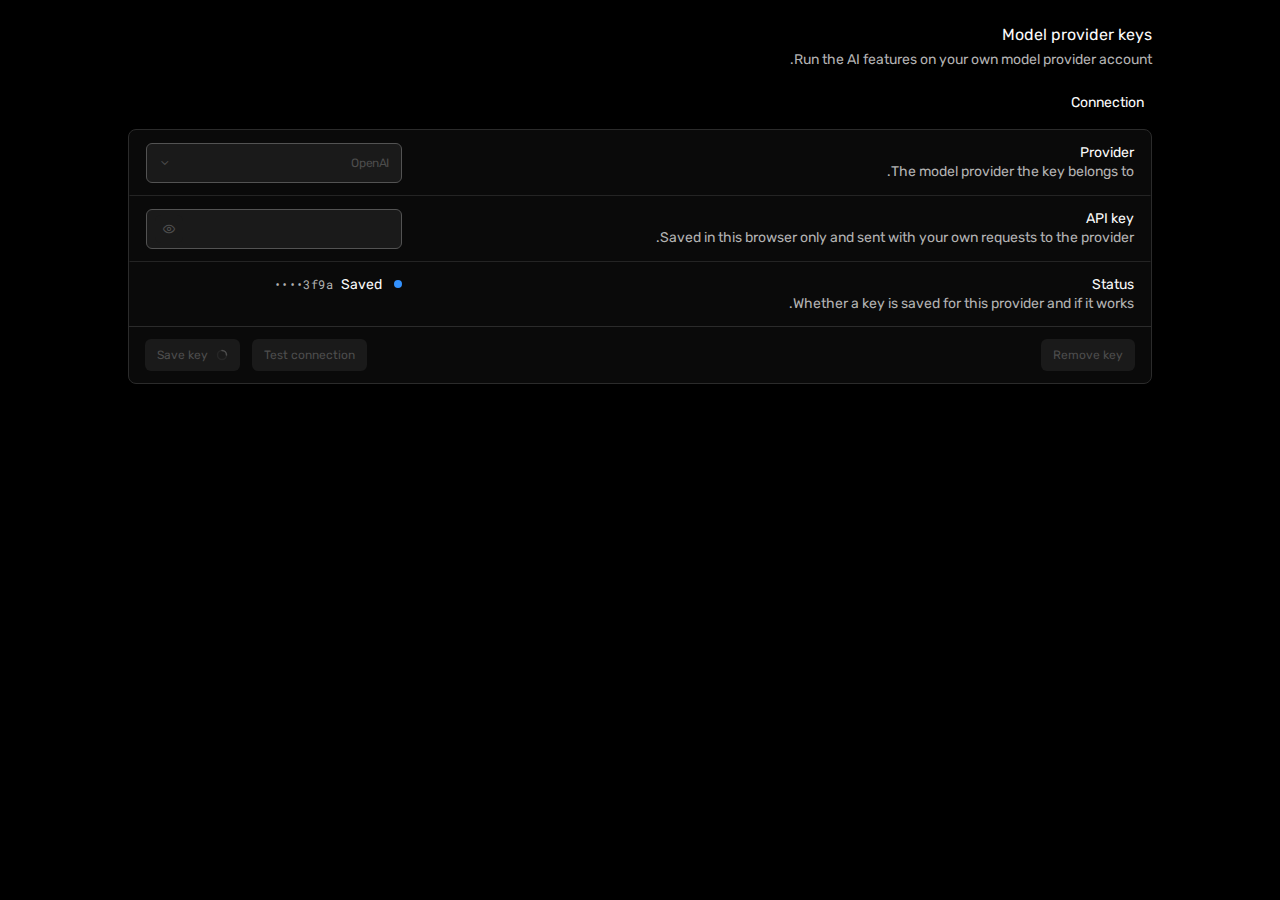 Model provider keys
.Run the AI features on your own model provider account
Connection
Provider
.The model provider the key belongs to
OpenAI
API key
.Saved in this browser only and sent with your own requests to the provider
Status
.Whether a key is saved for this provider and if it works
Saved ····3f9a
Remove key
Test connection
Save key